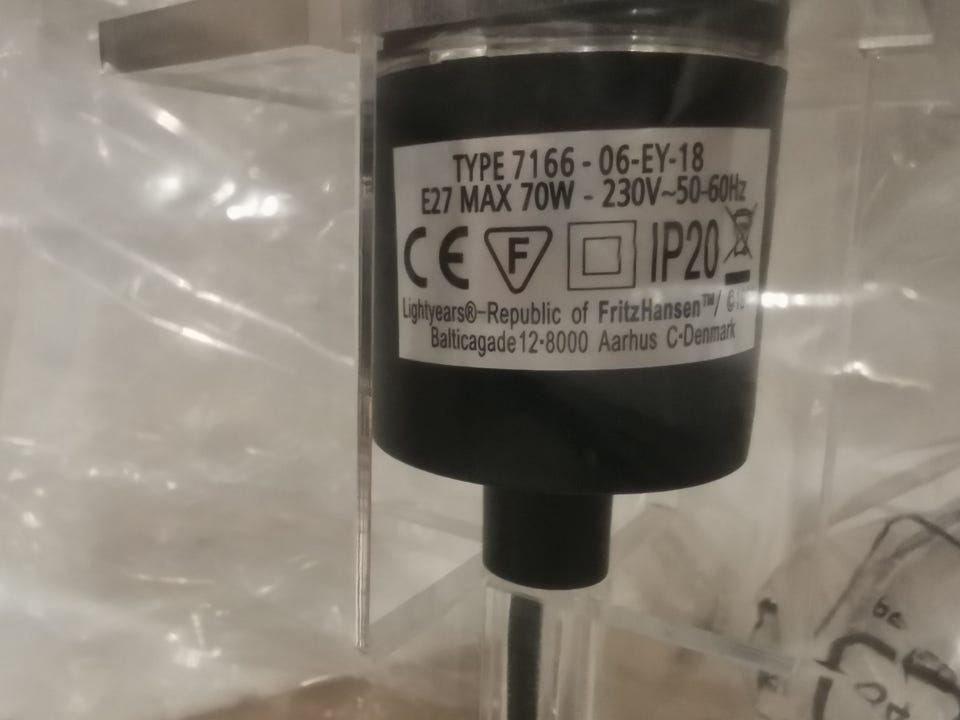 TYPE 7166 - 06-EY-18
E27 MAX 70W - 230V~50-60Hz
CE F IP20
Lightyears®-Republic of FritzHansen™/ ©
Balticagade 12·8000 Aarhus C·Denmark
be